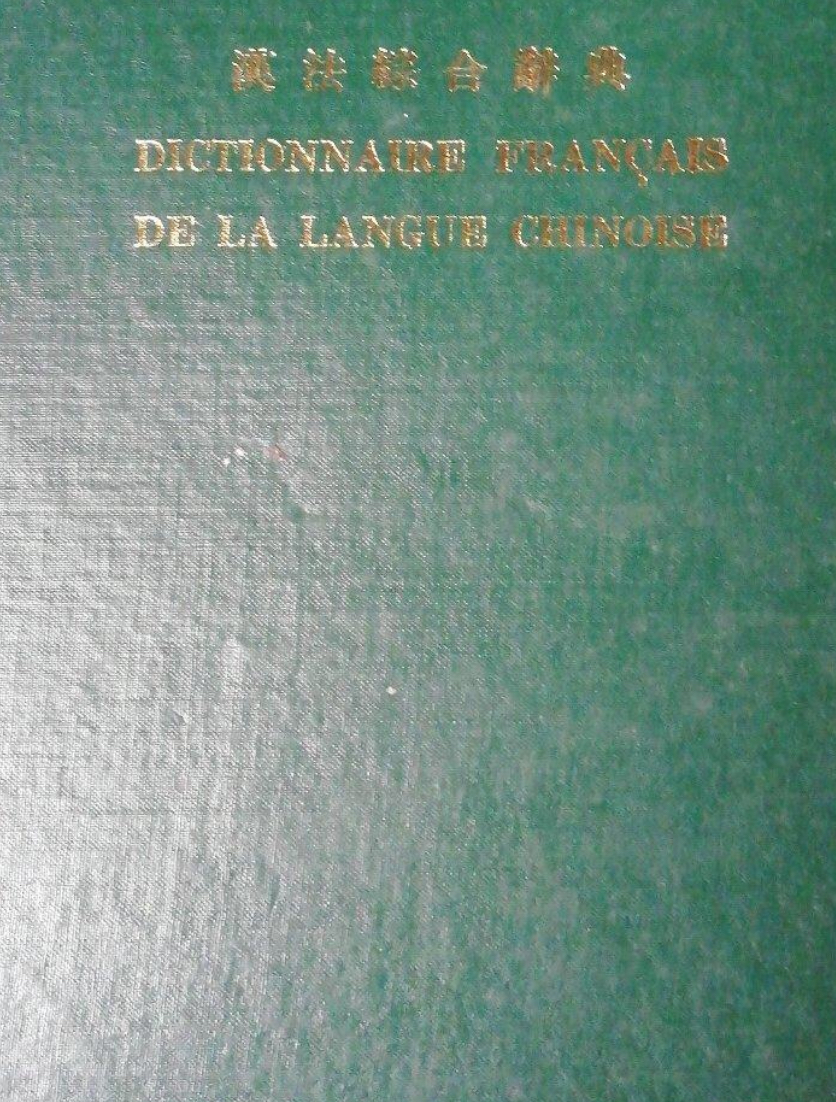 漢法綜合辭典
DICTIONNAIRE FRANÇAIS
DE LA LANGUE CHINOISE